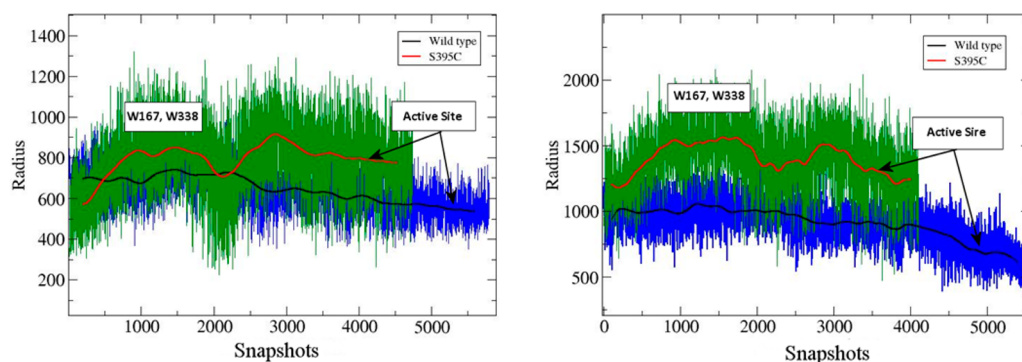 1400
1200
1000
800
600
400
200
Radius
Wild type
S395C
W167, W338
Active Site
1000
2000
3000
4000
5000
Snapshots
2000
1500
1000
500
Radius
Wild type
S395C
W167, W338
Active Sire
0
1000
2000
3000
4000
5000
Snapshots